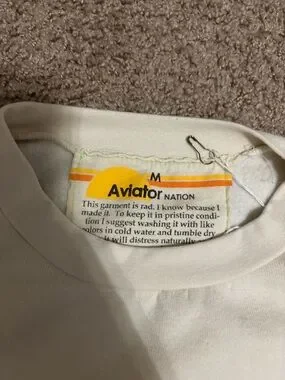 M
Aviator NATION
This garment is rad. I know because I
made it. To keep it in pristine condi-
tion I suggest washing it with like
colors in cold water and tumble dry
it will distress naturally